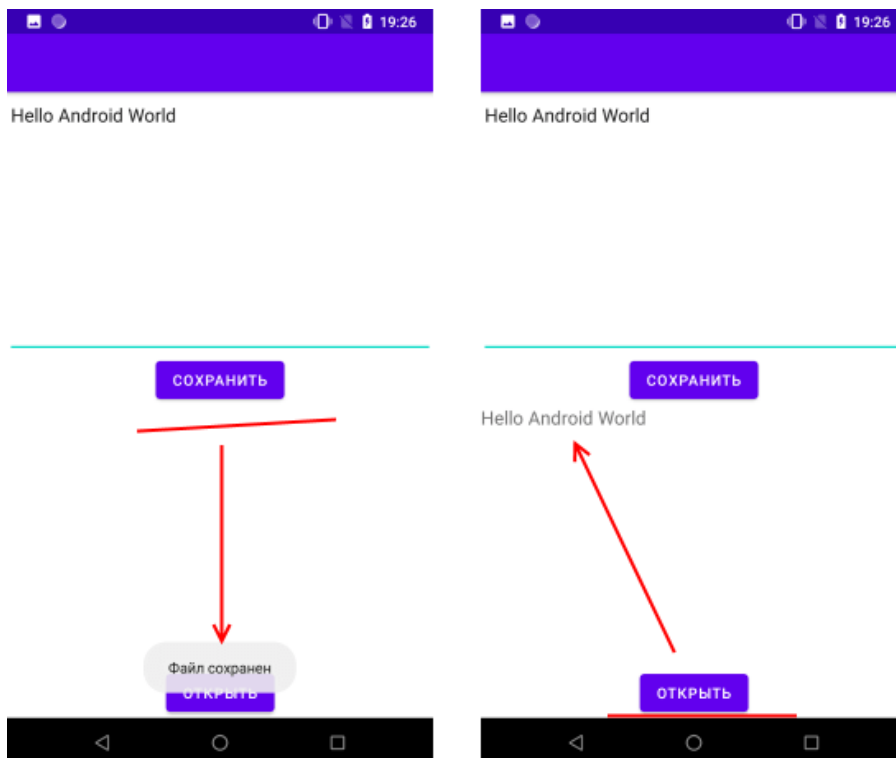 19:26
Hello Android World
СОХРАНИТЬ
Файл сохранен
ОТКРЫТЬ
19:26
Hello Android World
СОХРАНИТЬ
Hello Android World
ОТКРЫТЬ